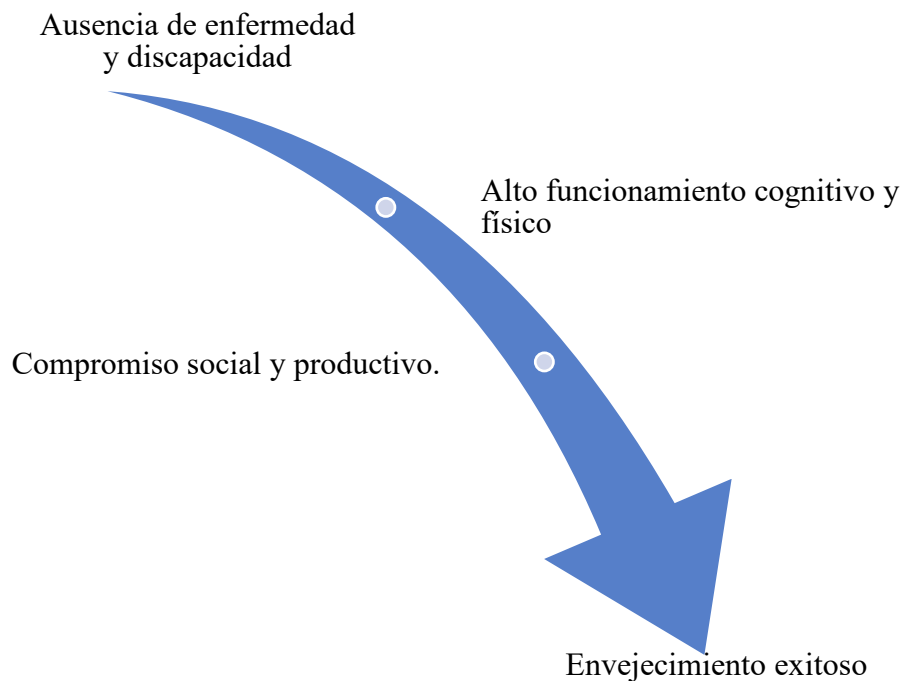 Ausencia de enfermedad
y discapacidad
Alto funcionamiento cognitivo y
físico
Compromiso social y productivo.
Envejecimiento exitoso